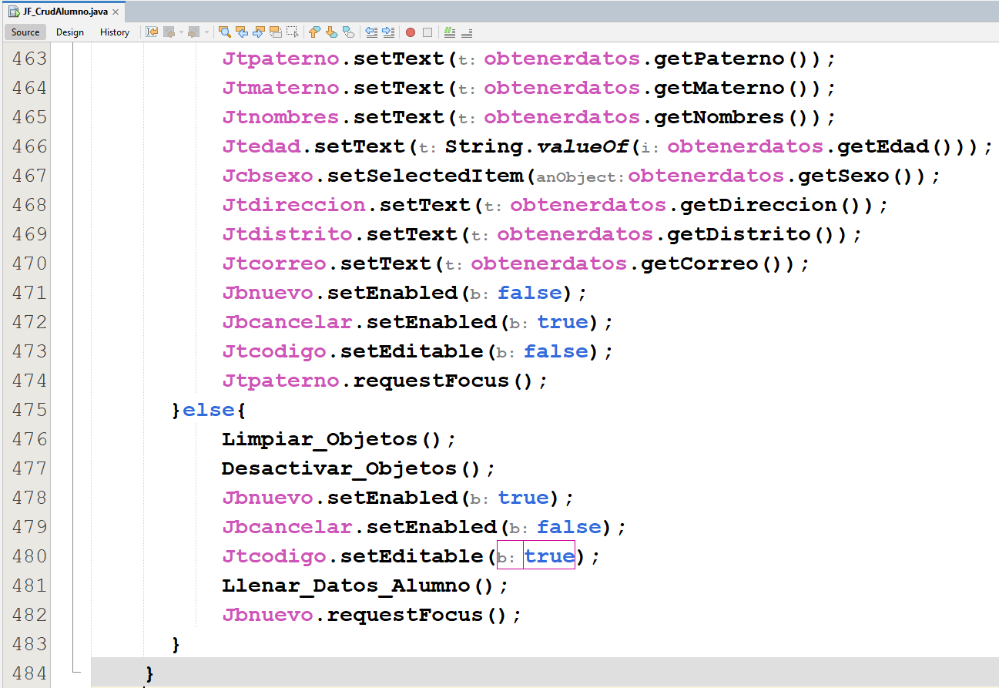 JF_CrudAlumno.java
Source Design History
463 Jtpaterno.setText(t: obtenerdatos.getPaterno());
464 Jtmaterno.setText(t: obtenerdatos.getMaterno());
465 Jtnombres.setText(t: obtenerdatos.getNombres());
466 Jtedad.setText(t: String.valueOf(i: obtenerdatos.getEdad()));
467 Jcbsexo.setSelectedItem(anObject: obtenerdatos.getSexo());
468 Jtdireccion.setText(t: obtenerdatos.getDireccion());
469 Jtdistrito.setText(t: obtenerdatos.getDistrito());
470 Jtcorreo.setText(t: obtenerdatos.getCorreo());
471 Jbnuevo.setEnabled(b: false);
472 Jbcancelar.setEnabled(b: true);
473 Jtcodigo.setEditable(b: false);
474 Jtpaterno.requestFocus();
475 }else{
476 Limpiar_Objetos();
477 Desactivar_Objetos();
478 Jbnuevo.setEnabled(b: true);
479 Jbcancelar.setEnabled(b: false);
480 Jtcodigo.setEditable(b: true);
481 Llenar_Datos_Alumno();
482 Jbnuevo.requestFocus();
483 }
484 }